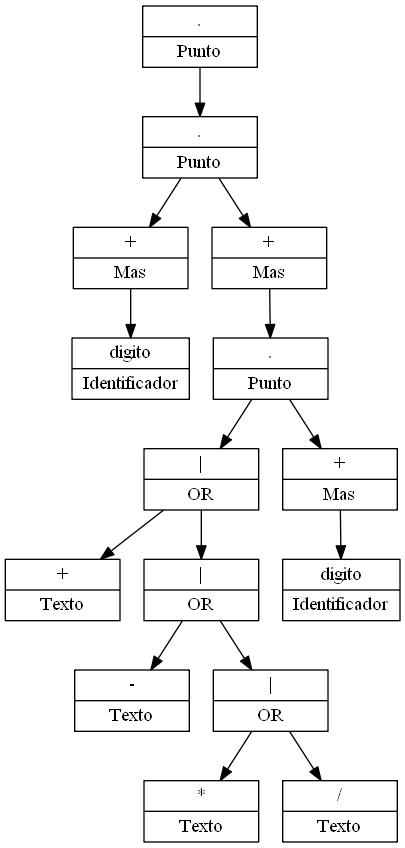 .
Punto
.
Punto
+
Mas
+
Mas
digito
Identificador
.
Punto
|
OR
+
Mas
+
Texto
|
OR
digito
Identificador
-
Texto
|
OR
*
Texto
/
Texto